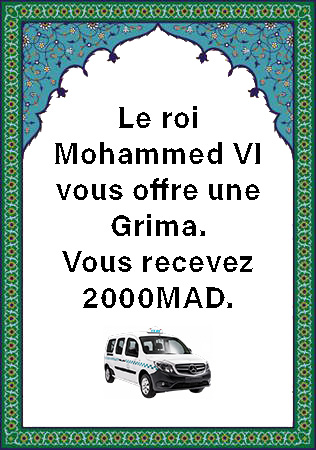 Le roi
Mohammed VI
vous offre une
Grima.
Vous recevez
2000MAD.